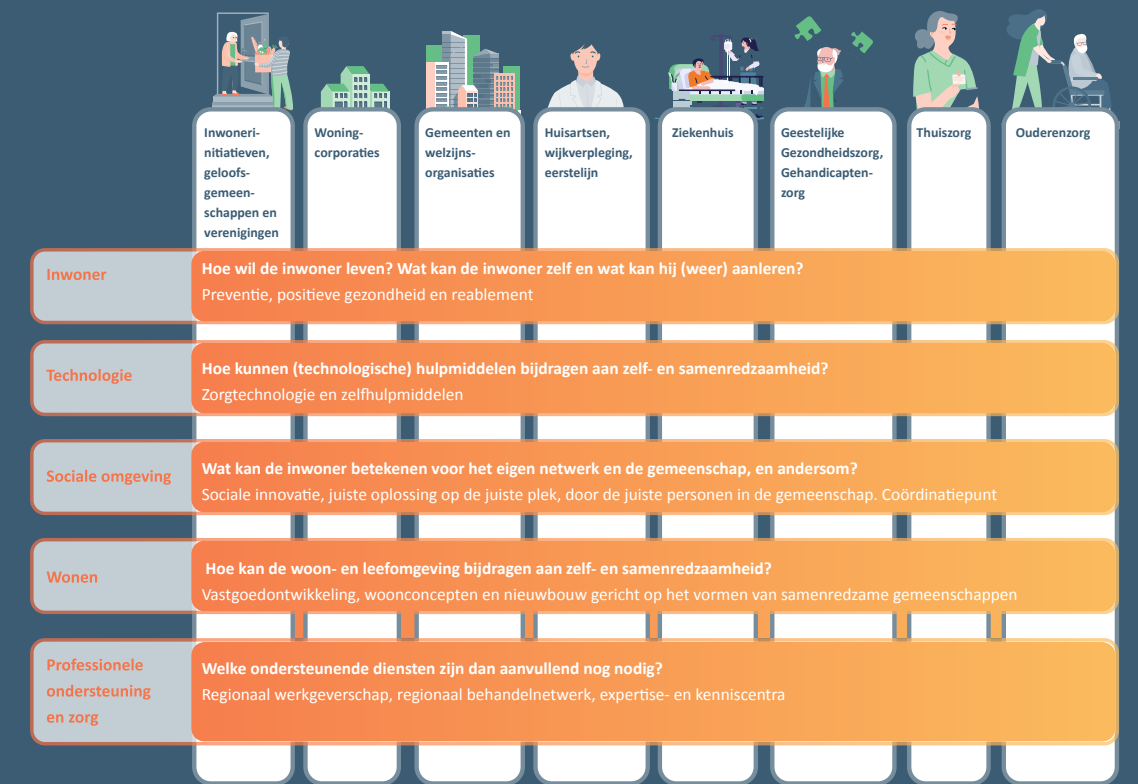 Inwoneri-
nitiatieven,
geloofs-
gemeen-
schappen en
verenigingen
Woning-
corporaties
Gemeenten en
welzijns-
organisaties
Huisartsen,
wijkverpleging,
eerstelijn
Ziekenhuis
Geestelijke
Gezondheidszorg,
Gehandicapten-
zorg
Thuiszorg
Ouderenzorg
Inwoner
Hoe wil de inwoner leven? Wat kan de inwoner zelf en wat kan hij (weer) aanleren?
Preventie, positieve gezondheid en reablement
Technologie
Hoe kunnen (technologische) hulpmiddelen bijdragen aan zelf- en samenredzaamheid?
Zorgtechnologie en zelfhulpmiddelen
Sociale omgeving
Wat kan de inwoner betekenen voor het eigen netwerk en de gemeenschap, en andersom?
Sociale innovatie, juiste oplossing op de juiste plek, door de juiste personen in de gemeenschap. Coördinatiepunt
Wonen
Hoe kan de woon- en leefomgeving bijdragen aan zelf- en samenredzaamheid?
Vastgoedontwikkeling, woonconcepten en nieuwbouw gericht op het vormen van samenredzame gemeenschappen
Professionele
ondersteuning
en zorg
Welke ondersteunende diensten zijn dan aanvullend nog nodig?
Regionaal werkgeverschap, regionaal behandelnetwerk, expertise- en kenniscentra